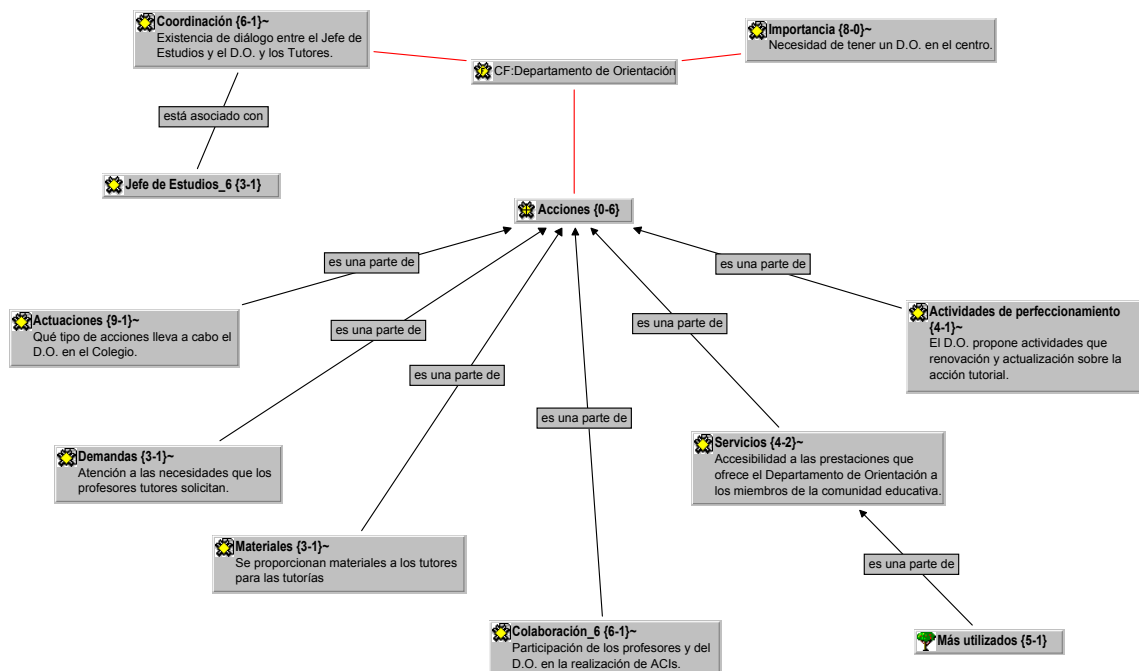 Coordinación {6-1}~
Existencia de diálogo entre el Jefe de
Estudios y el D.O. y los Tutores.
Importancia {8-0}~
Necesidad de tener un D.O. en el centro.
CF:Departamento de Orientación
está asociado con
Jefe de Estudios_6 {3-1}
Acciones {0-6}
es una parte de
es una parte de
es una parte de
es una parte de
es una parte de
es una parte de
Actuaciones {9-1}~
Qué tipo de acciones lleva a cabo el
D.O. en el Colegio.
Actividades de perfeccionamiento
{4-1}~
El D.O. propone actividades que
renovación y actualización sobre la
acción tutorial.
Demandas {3-1}~
Atención a las necesidades que los
profesores tutores solicitan.
Servicios {4-2}~
Accesibilidad a las prestaciones que
ofrece el Departamento de Orientación a
los miembros de la comunidad educativa.
Materiales {3-1}~
Se proporcionan materiales a los tutores
para las tutorías
es una parte de
Colaboración_6 {6-1}~
Participación de los profesores y del
D.O. en la realización de ACIs.
Más utilizados {5-1}